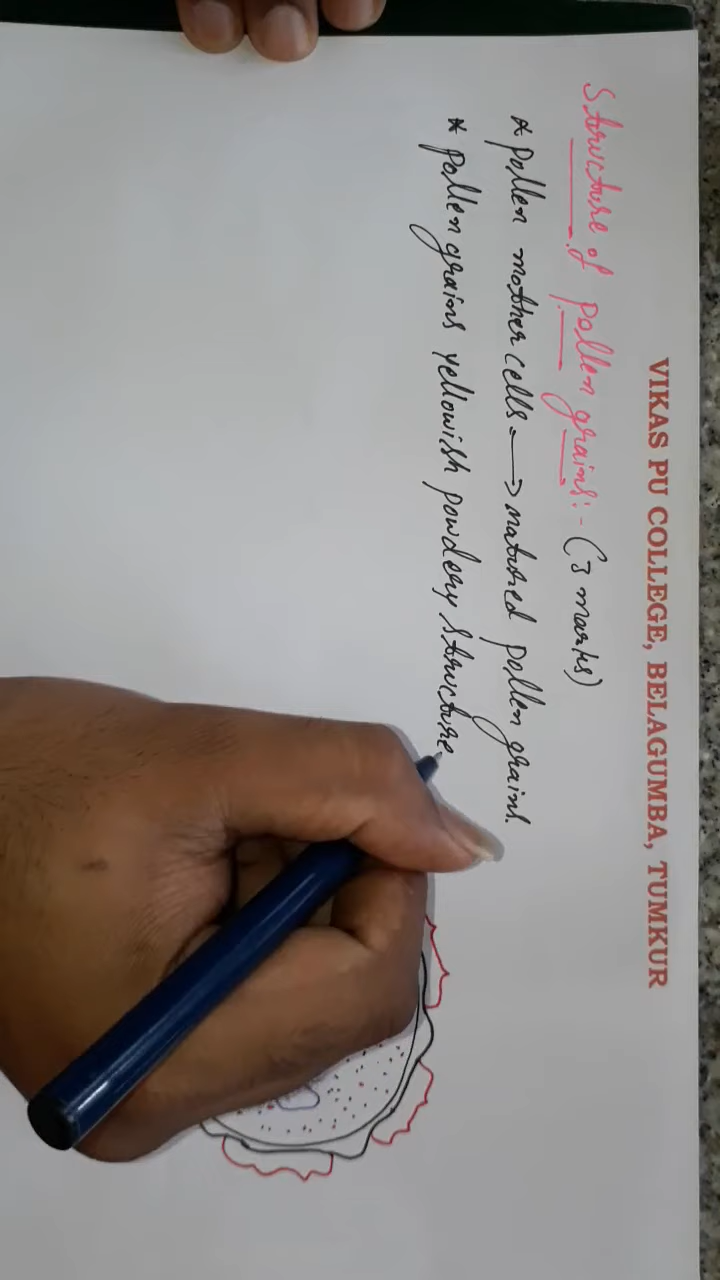 VIKAS PU COLLEGE, BELAGUMBA, TUMKUR
Structure of pollen grains:- (3 marks)
* Pollen mother cells → matured pollen grains.
* Pollen grains yellowish powdery structure